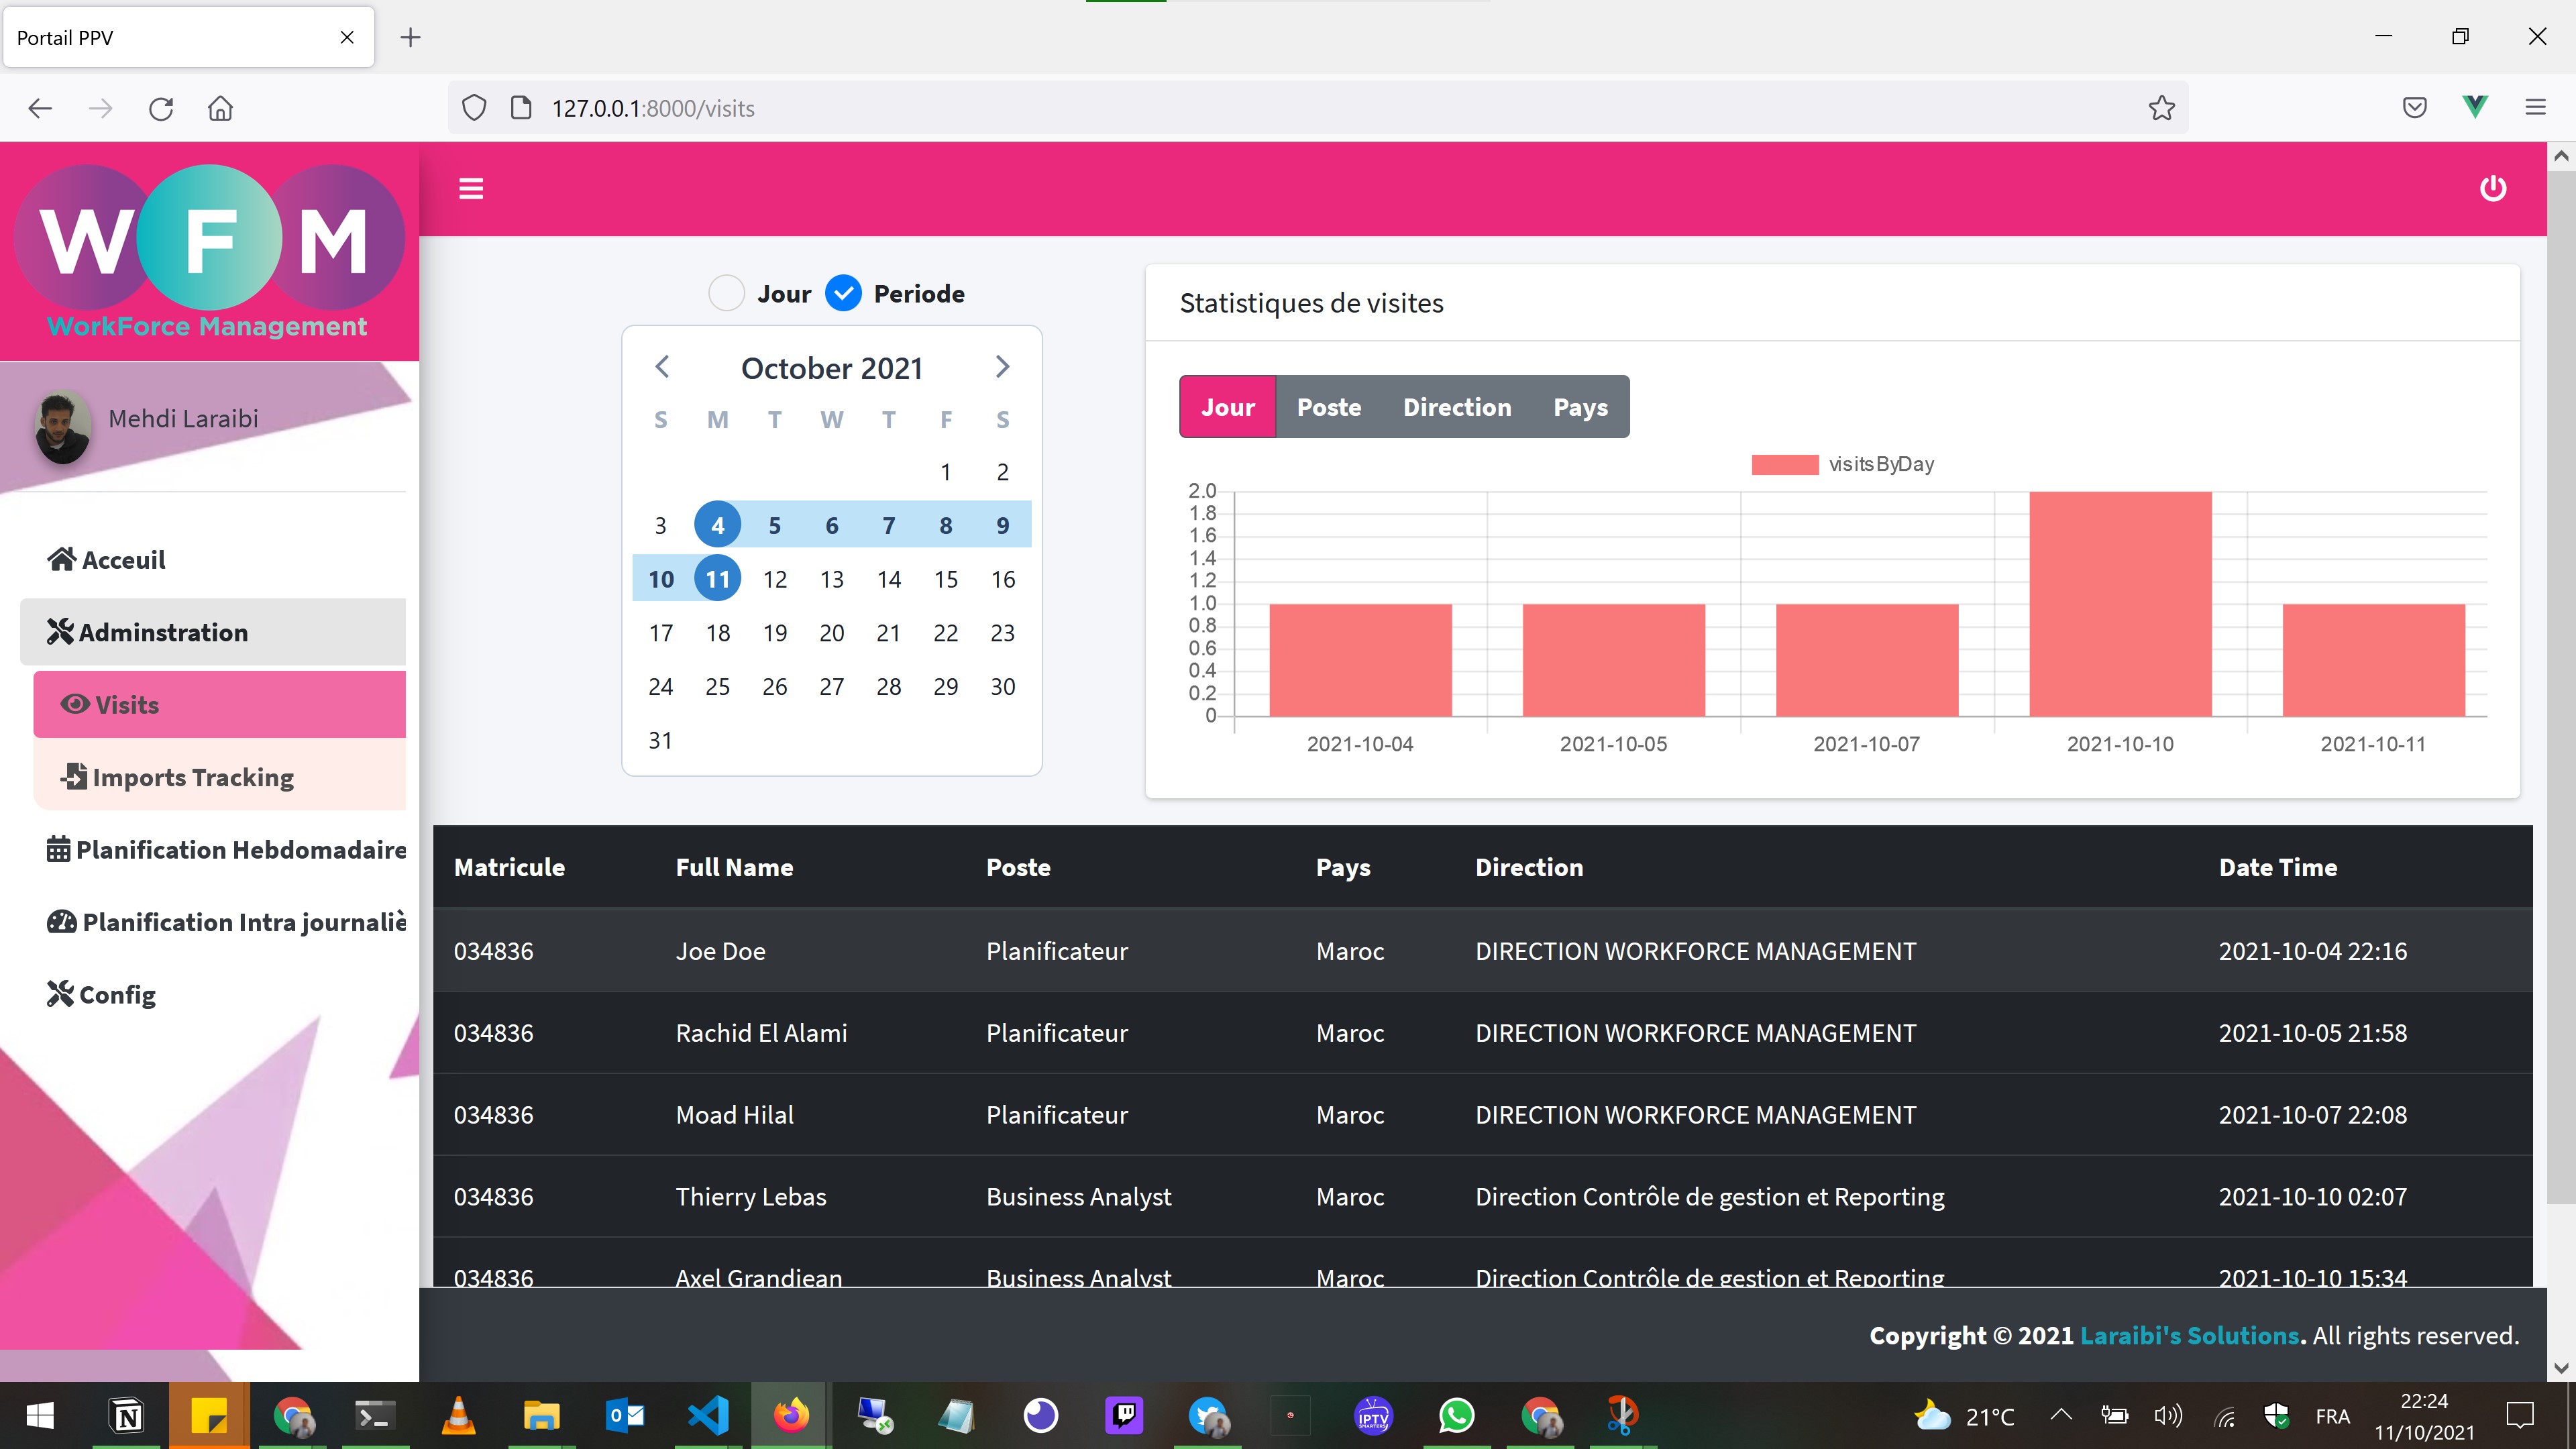 Portail PPV
127.0.0.1:8000/visits
W F M
WorkForce Management
Mehdi Laraibi
Acceuil
Adminstration
Visits
Imports Tracking
Planification Hebdomadaire
Planification Intra journaliè
Config
Jour Periode
October 2021
S M T W T F S
1 2
3 4 5 6 7 8 9
10 11 12 13 14 15 16
17 18 19 20 21 22 23
24 25 26 27 28 29 30
31
Statistiques de visites
Jour Poste Direction Pays
visitsByDay
2.0
1.8
1.6
1.4
1.2
1.0
0.8
0.6
0.4
0.2
0
2021-10-04 2021-10-05 2021-10-07 2021-10-10 2021-10-11
Matricule Full Name Poste Pays Direction Date Time
034836 Joe Doe Planificateur Maroc DIRECTION WORKFORCE MANAGEMENT 2021-10-04 22:16
034836 Rachid El Alami Planificateur Maroc DIRECTION WORKFORCE MANAGEMENT 2021-10-05 21:58
034836 Moad Hilal Planificateur Maroc DIRECTION WORKFORCE MANAGEMENT 2021-10-07 22:08
034836 Thierry Lebas Business Analyst Maroc Direction Contrôle de gestion et Reporting 2021-10-10 02:07
034836 Axel Grandjean Business Analyst Maroc Direction Contrôle de gestion et Reporting 2021-10-10 15:34
Copyright © 2021 Laraibi's Solutions. All rights reserved.
IPTV
SMARTERS
21°C
FRA
22:24
11/10/2021